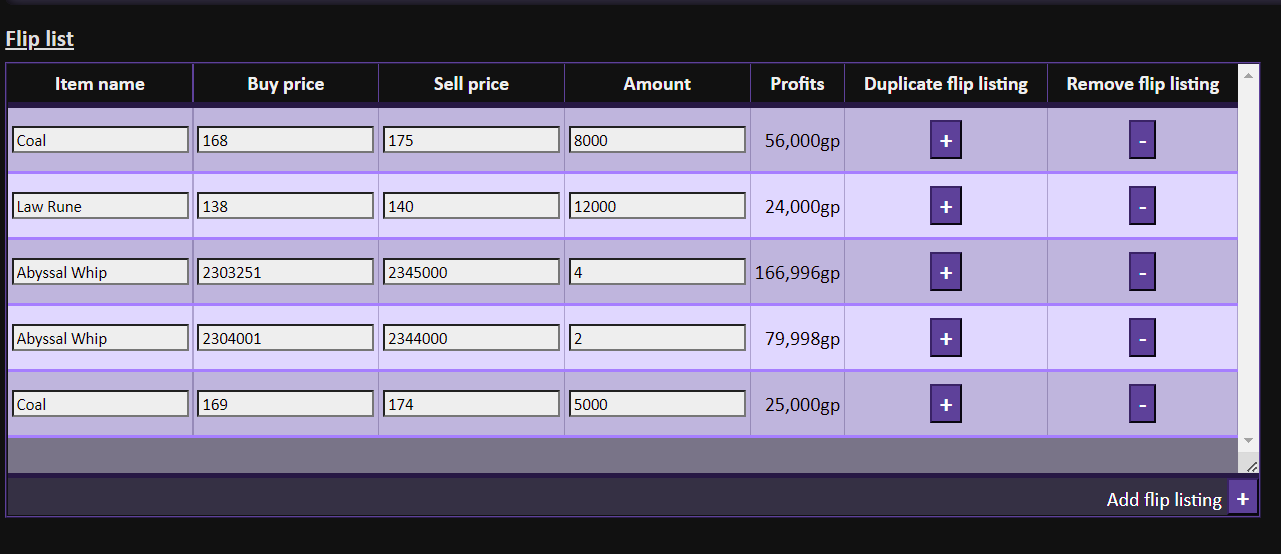 Flip list
Item name Buy price Sell price Amount Profits Duplicate flip listing Remove flip listing
Coal 168 175 8000 56,000gp + -
Law Rune 138 140 12000 24,000gp + -
Abyssal Whip 2303251 2345000 4 166,996gp + -
Abyssal Whip 2304001 2344000 2 79,998gp + -
Coal 169 174 5000 25,000gp + -
Add flip listing +